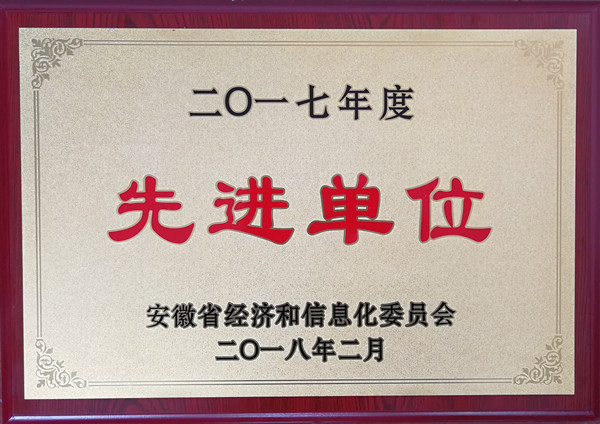 二〇一七年度
先进单位
安徽省经济和信息化委员会
二〇一八年二月